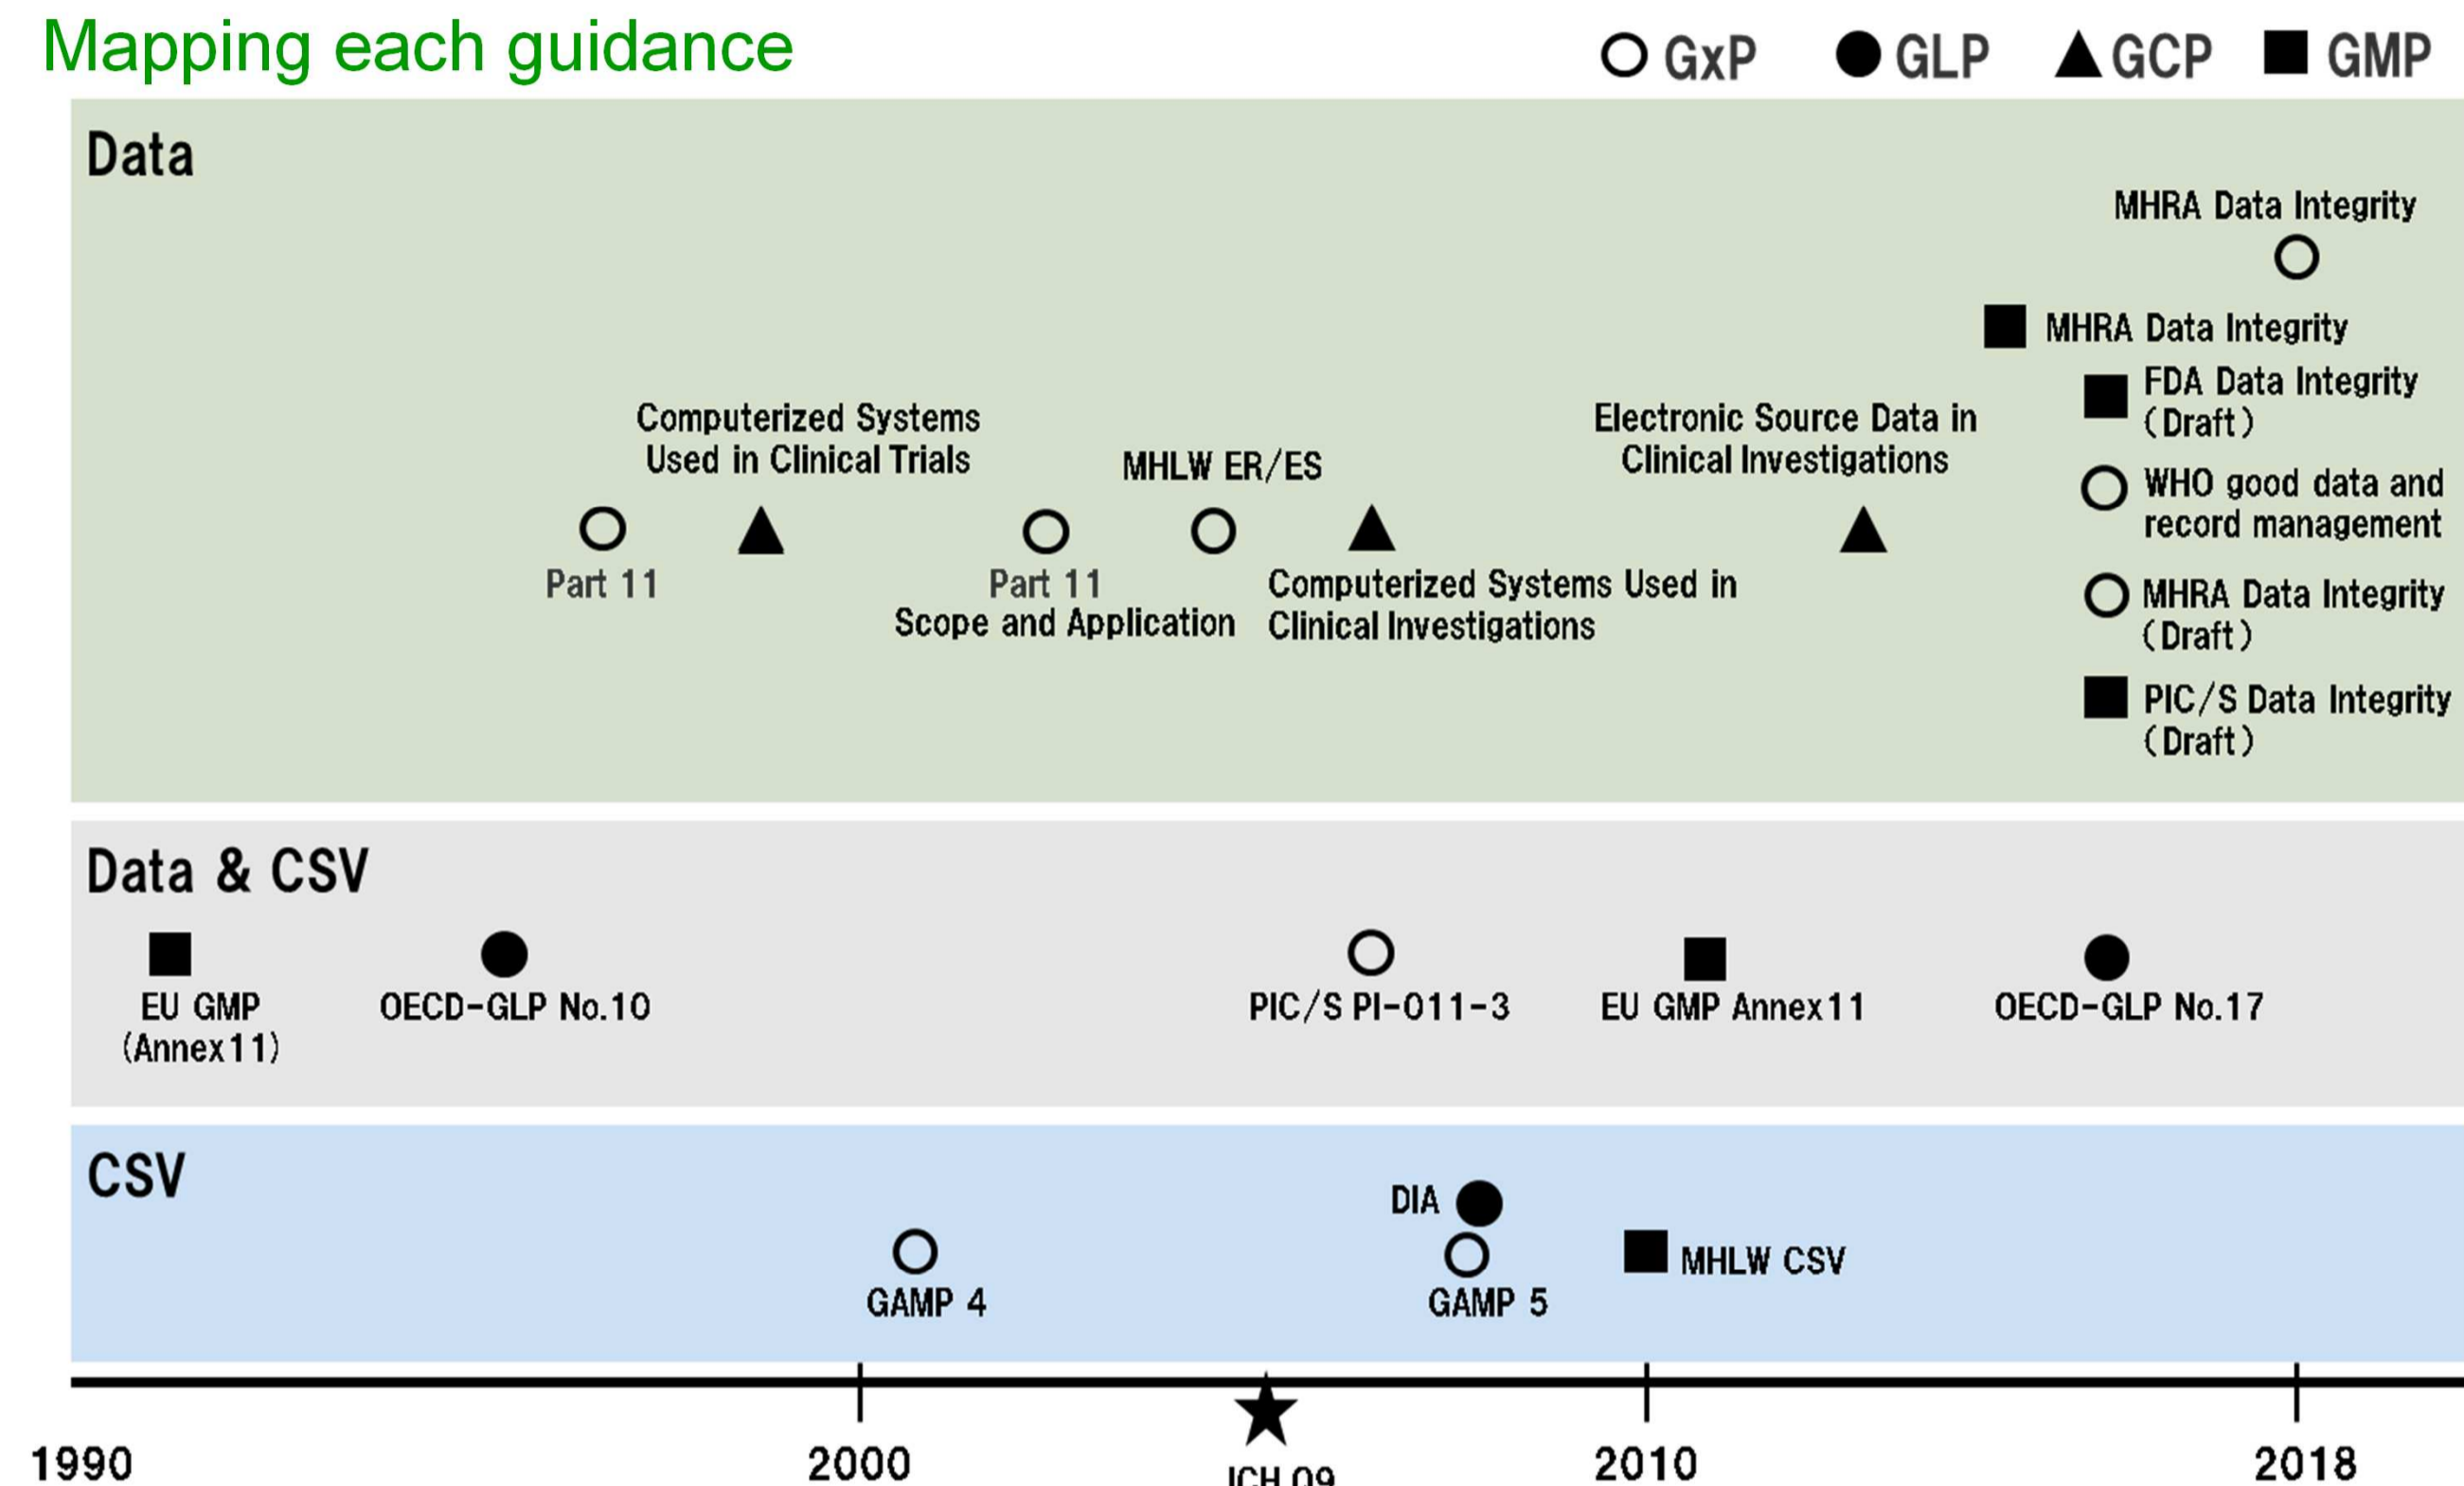 Mapping each guidance
GxP
GLP
GCP
GMP
Data
MHRA Data Integrity
MHRA Data Integrity
FDA Data Integrity
(Draft)
Computerized Systems
Used in Clinical Trials
MHLW ER/ES
Electronic Source Data in
Clinical Investigations
WHO good data and
record management
Part 11
Part 11
Scope and Application
Computerized Systems Used in
Clinical Investigations
MHRA Data Integrity
(Draft)
PIC/S Data Integrity
(Draft)
Data & CSV
EU GMP
(Annex11)
OECD-GLP No.10
PIC/S PI-011-3
EU GMP Annex11
OECD-GLP No.17
CSV
DIA
GAMP 4
GAMP 5
MHLW CSV
1990
2000
ICH Q9
2010
2018